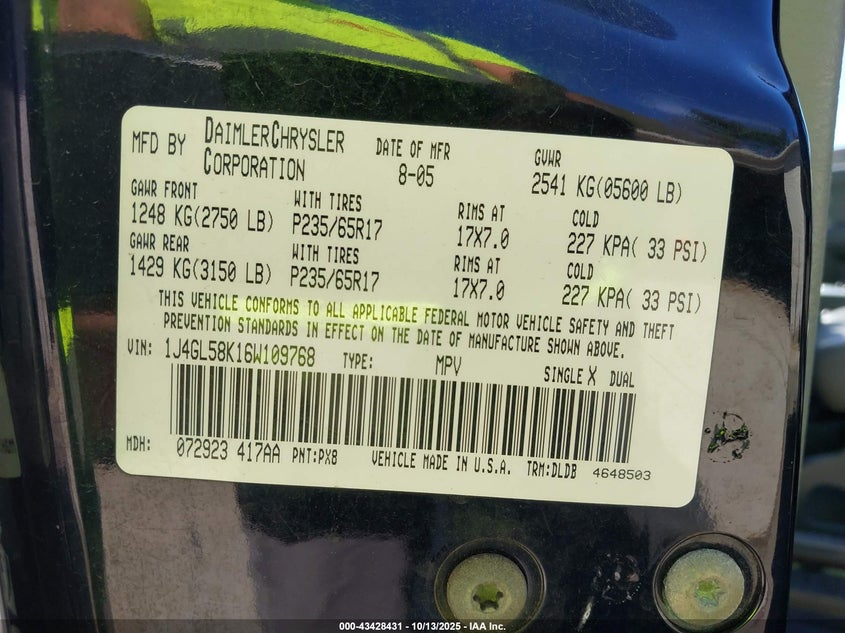 MFD BY DAIMLERCHRYSLER CORPORATION DATE OF MFR 8-05 GVWR 2541 KG(05600 LB)
GAWR FRONT WITH TIRES RIMS AT COLD
1248 KG(2750 LB) P235/65R17 17X7.0 227 KPA( 33 PSI)
GAWR REAR WITH TIRES RIMS AT COLD
1429 KG(3150 LB) P235/65R17 17X7.0 227 KPA( 33 PSI)
THIS VEHICLE CONFORMS TO ALL APPLICABLE FEDERAL MOTOR VEHICLE SAFETY AND THEFT
PREVENTION STANDARDS IN EFFECT ON THE DATE OF MANUFACTURE SHOWN ABOVE.
VIN: 1J4GL58K16W109768 TYPE: MPV SINGLE X DUAL
MDH: 072923 417AA PNT:PX8 VEHICLE MADE IN U.S.A. TRM:DLDB 4648503
000-43428431 - 10/13/2025 - IAA Inc.